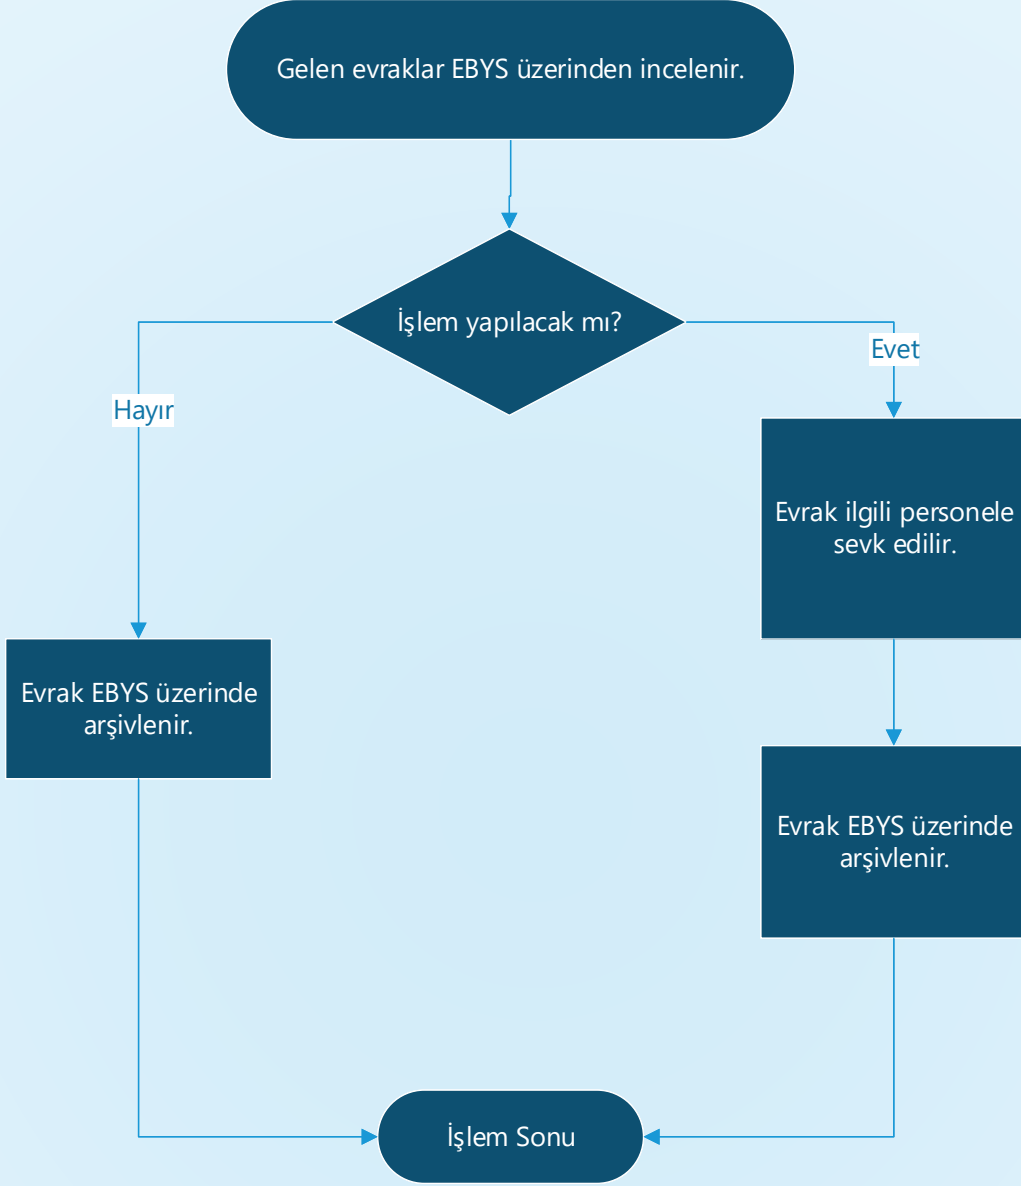 Gelen evraklar EBYS üzerinden incelenir.
İşlem yapılacak mı?
Evet
Hayır
Evrak ilgili personele
sevk edilir.
Evrak EBYS üzerinde
arşivlenir.
Evrak EBYS üzerinde
arşivlenir.
İşlem Sonu